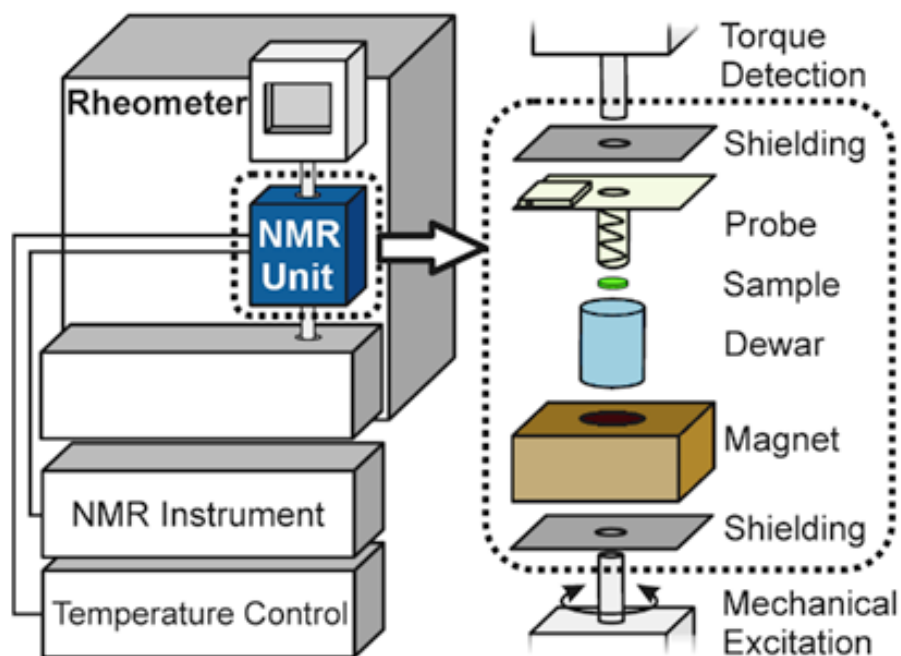 Rheometer
NMR
Unit
NMR Instrument
Temperature Control
Torque
Detection
Shielding
Probe
Sample
Dewar
Magnet
Shielding
Mechanical
Excitation